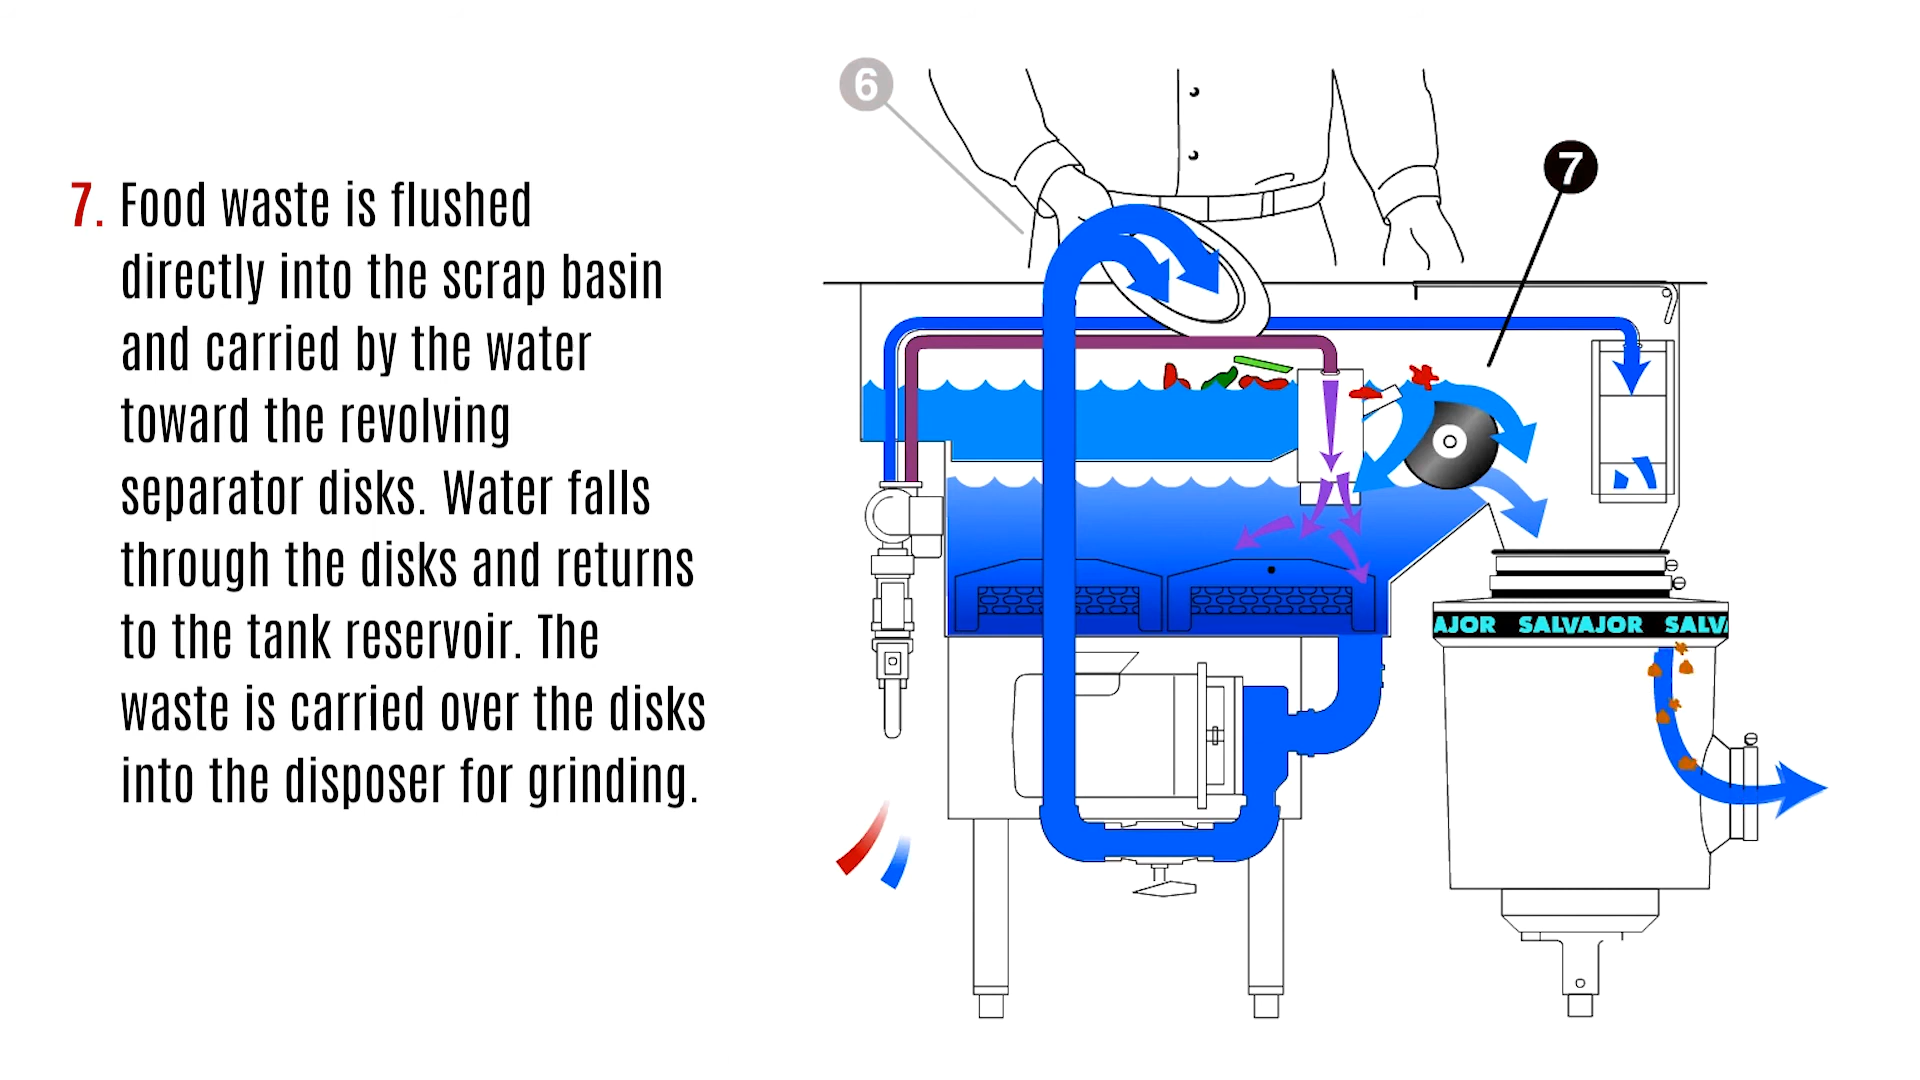 6
7
7. Food waste is flushed
directly into the scrap basin
and carried by the water
toward the revolving
separator disks. Water falls
through the disks and returns
to the tank reservoir. The
waste is carried over the disks
into the disposer for grinding.
AJOR SALVAJOR SALV